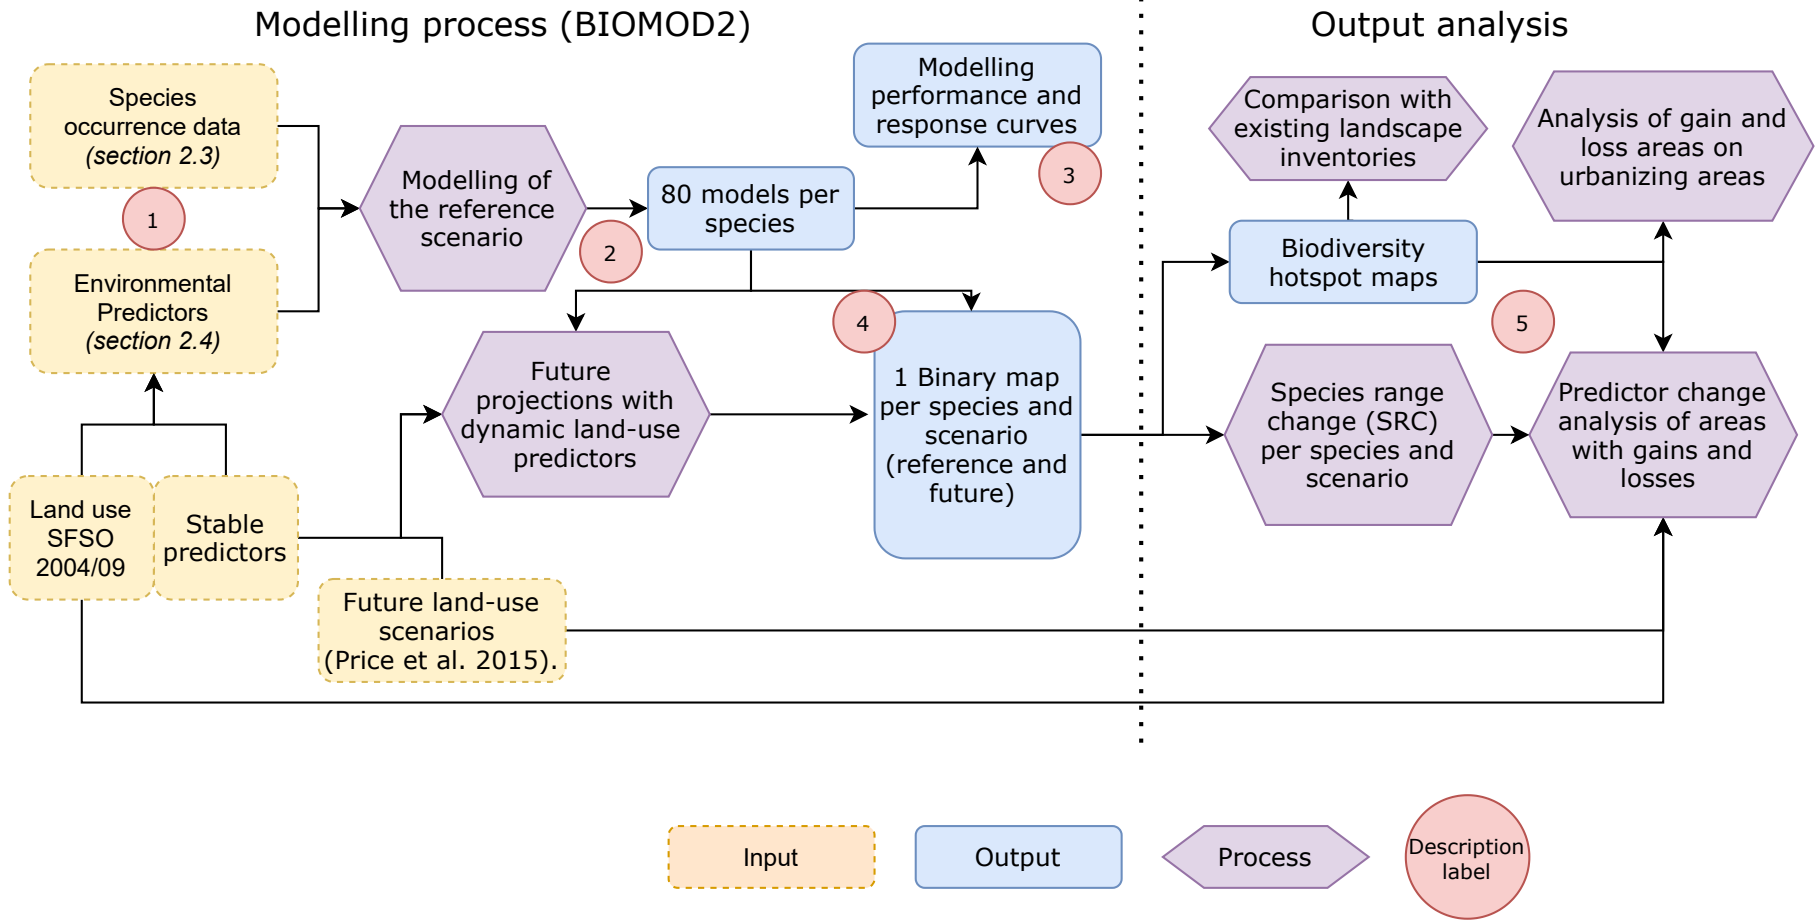 Modelling process (BIOMOD2)
Output analysis
Species
occurrence data
(section 2.3)
1
Environmental
Predictors
(section 2.4)
Land use
SFSO
2004/09
Stable
predictors
Future land-use
scenarios
(Price et al. 2015).
Modelling of
the reference
scenario
2
80 models per
species
Modelling
performance and
response curves
3
Future
projections with
dynamic land-use
predictors
4
1 Binary map
per species and
scenario
(reference and
future)
Comparison with
existing landscape
inventories
Biodiversity
hotspot maps
Analysis of gain and
loss areas on
urbanizing areas
5
Species range
change (SRC)
per species and
scenario
Predictor change
analysis of areas
with gains and
losses
Input
Output
Process
Description
label